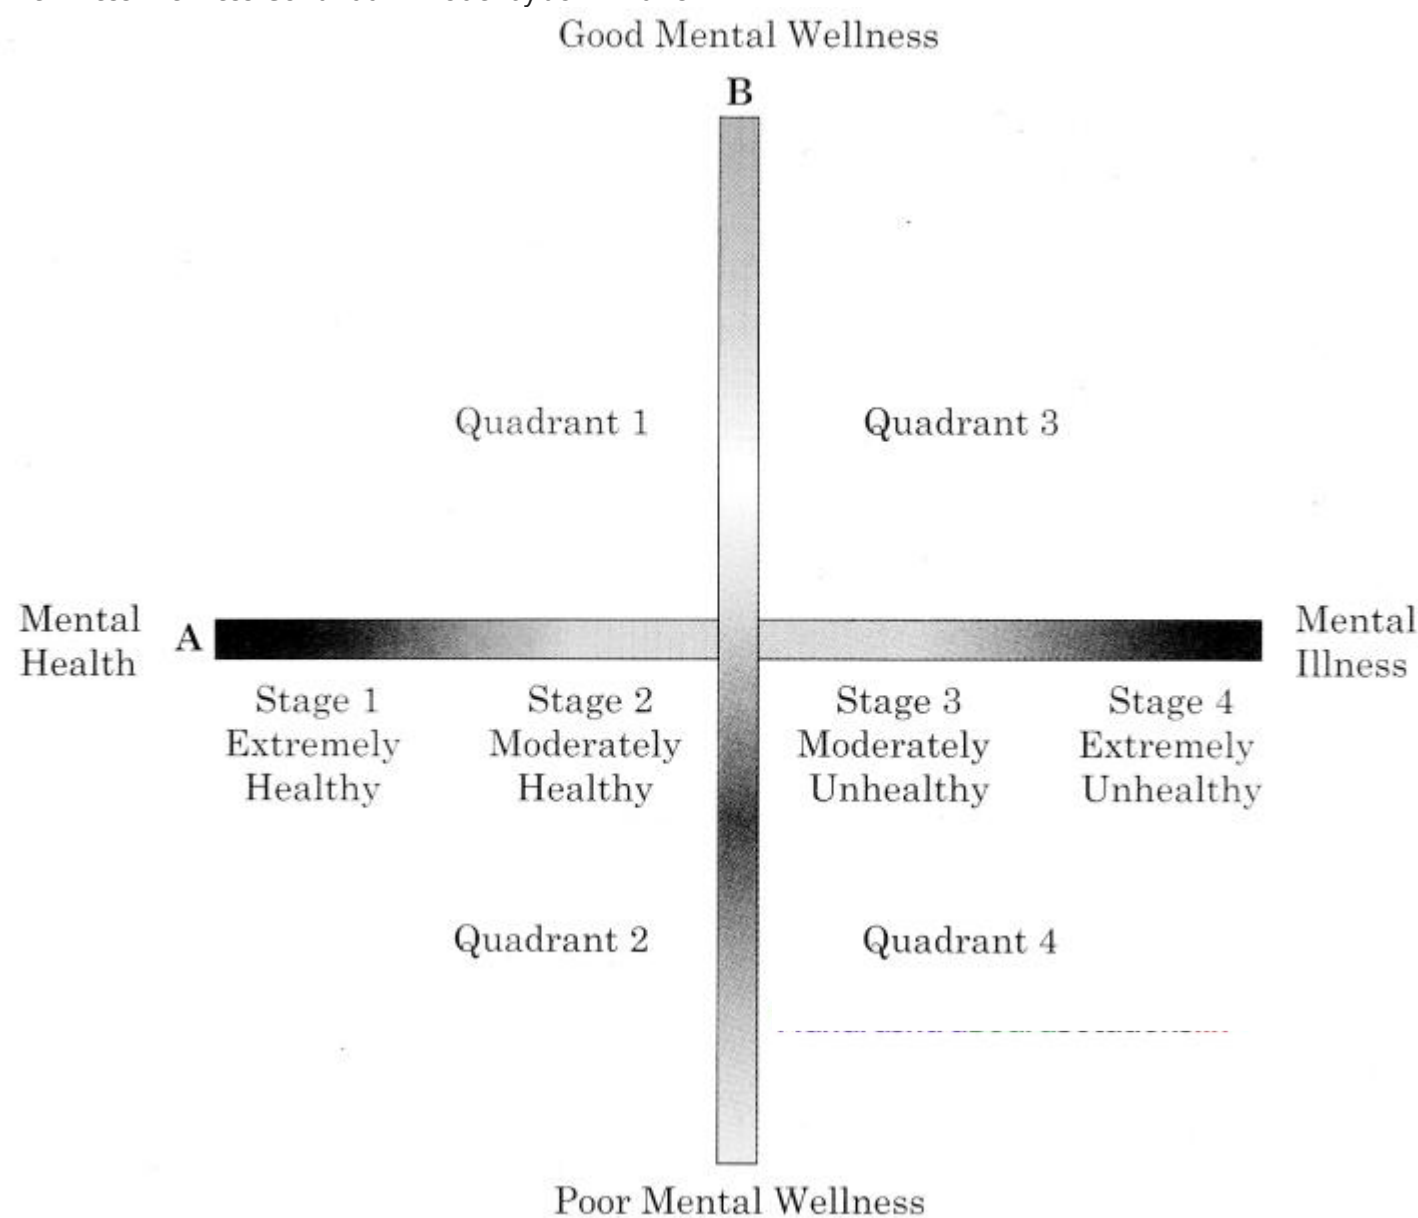 Good Mental Wellness
B
Quadrant 1
Quadrant 3
Mental
Health
A
Mental
Illness
Stage 1
Extremely
Healthy
Stage 2
Moderately
Healthy
Stage 3
Moderately
Unhealthy
Stage 4
Extremely
Unhealthy
Quadrant 2
Quadrant 4
Poor Mental Wellness